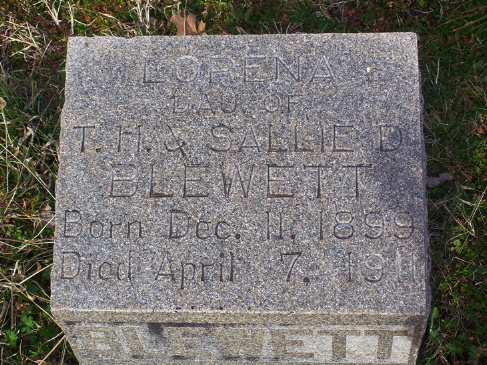 LORENA
DAU. OF
T. H. & SALLIE D.
BLEWETT
Born Dec. 11. 1899
Died April 7. 1911
BLEWETT